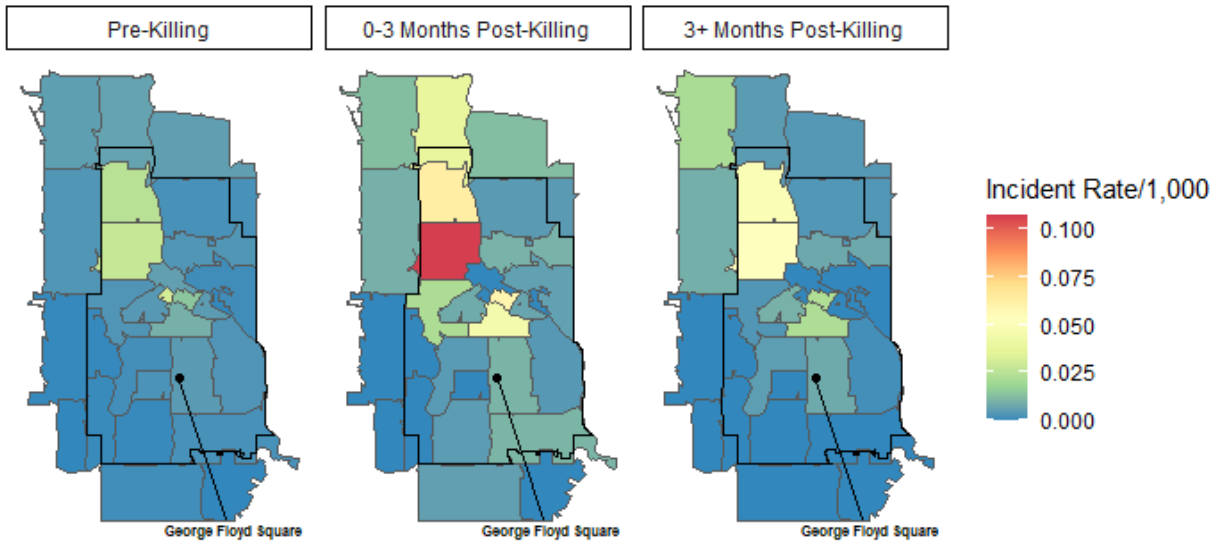 Pre-Killing
0-3 Months Post-Killing
3+ Months Post-Killing
Incident Rate/1,000
0.100
0.075
0.050
0.025
0.000
George Floyd Square
George Floyd Square
George Floyd Square